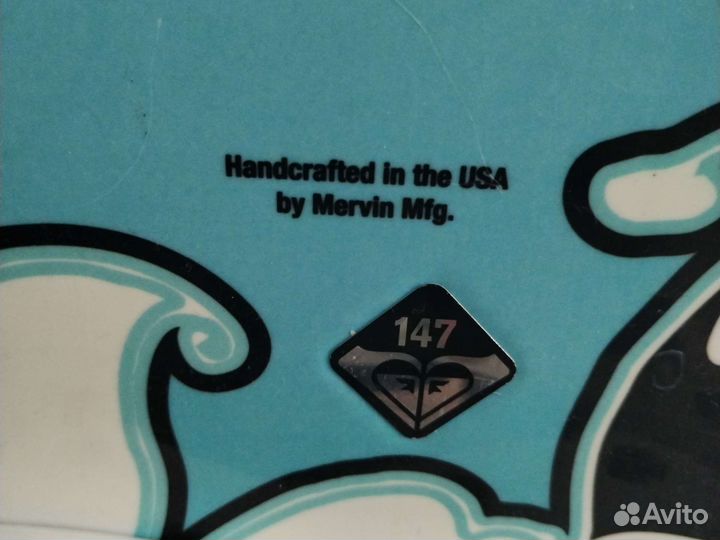 Handcrafted in the USA
by Mervin Mfg.
147
Avito